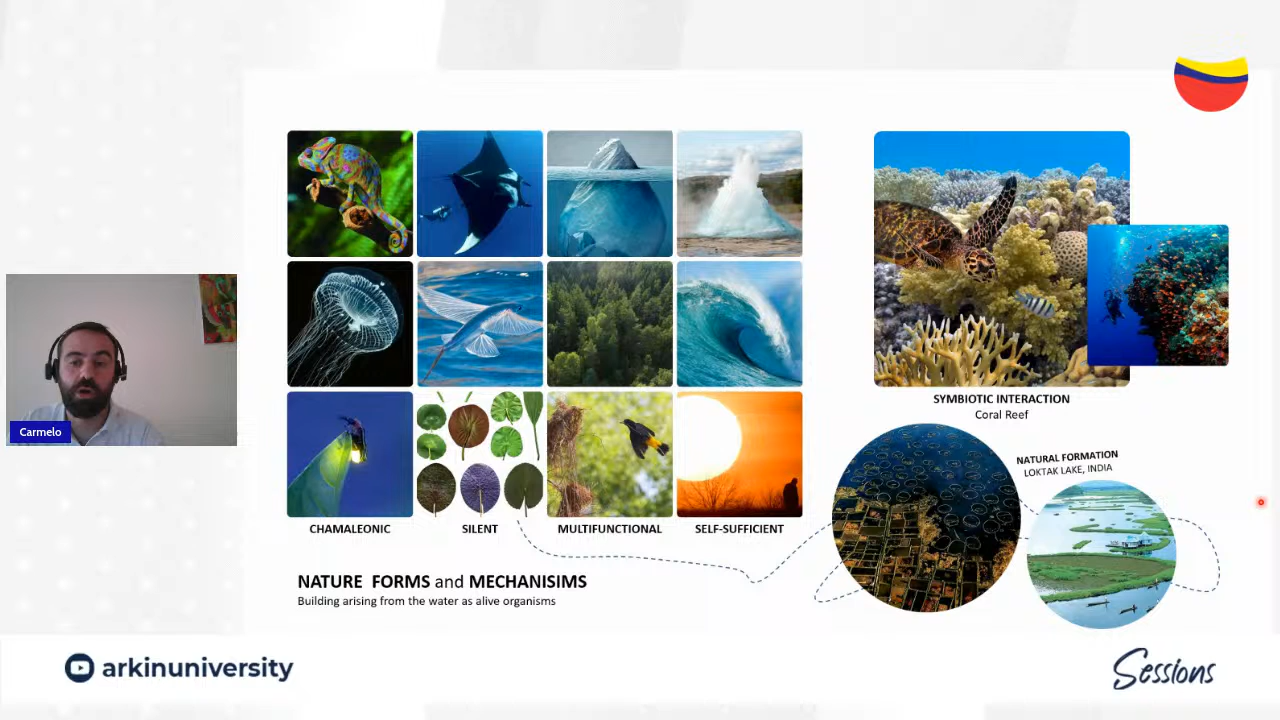 Carmelo
CHAMALEONIC
SILENT
MULTIFUNCTIONAL
SELF-SUFFICIENT
NATURE FORMS and MECHANISIMS
Building arising from the water as alive organisms
SYMBIOTIC INTERACTION
Coral Reef
NATURAL FORMATION
LOKTAK LAKE, INDIA
arkinuniversity
Sessions